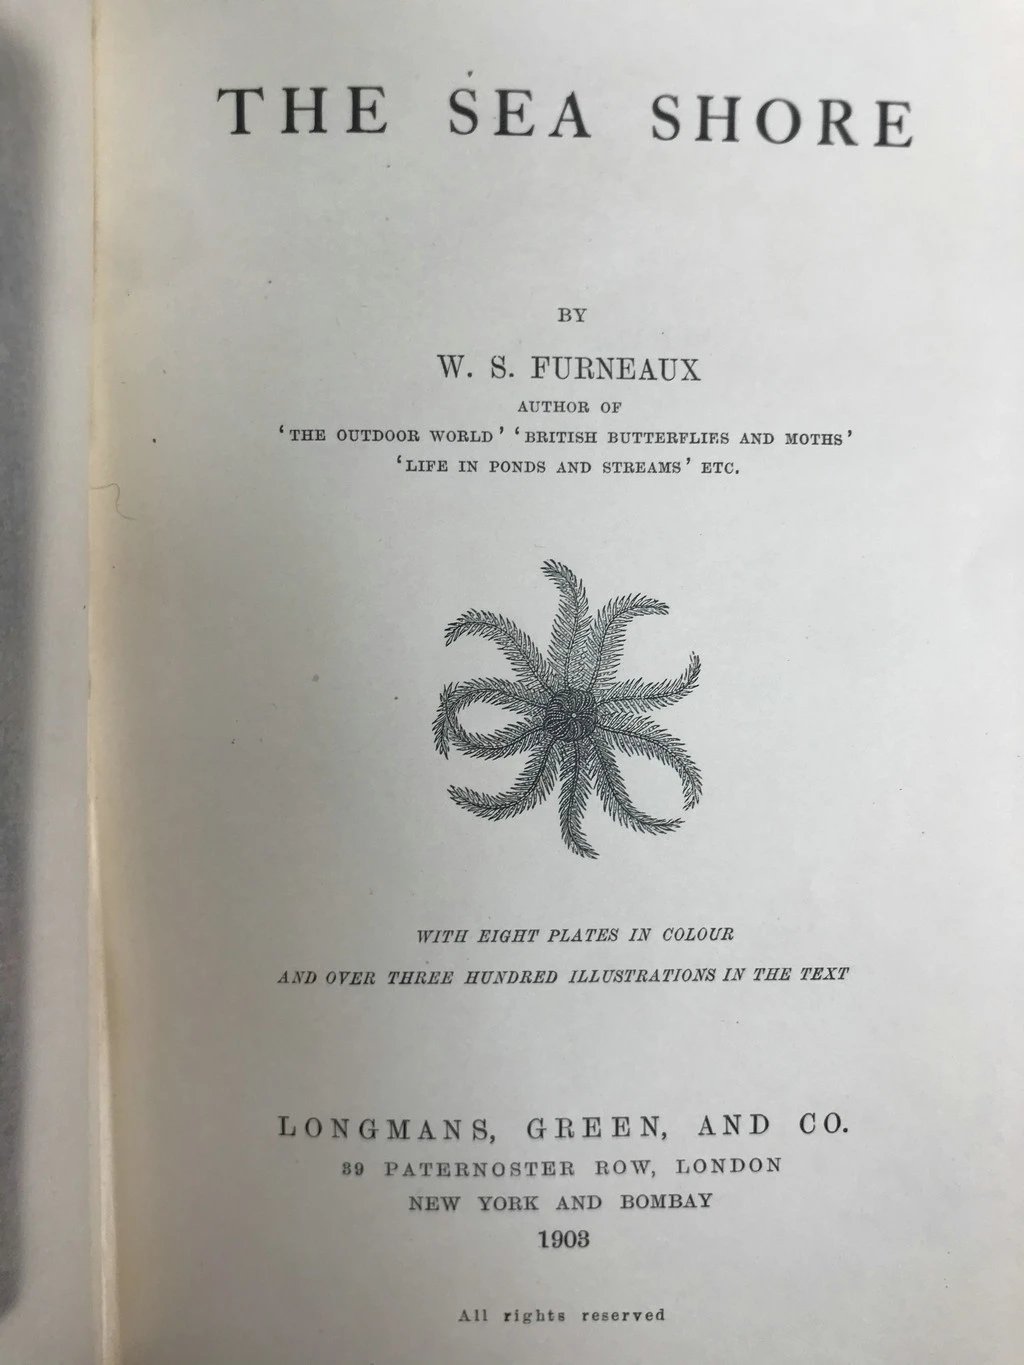 THE SEA SHORE
BY
W. S. FURNEAUX
AUTHOR OF
‘THE OUTDOOR WORLD’ ‘BRITISH BUTTERFLIES AND MOTHS’
‘LIFE IN PONDS AND STREAMS’ ETC.
WITH EIGHT PLATES IN COLOUR
AND OVER THREE HUNDRED ILLUSTRATIONS IN THE TEXT
LONGMANS, GREEN, AND CO.
39 PATERNOSTER ROW, LONDON
NEW YORK AND BOMBAY
1903
All rights reserved